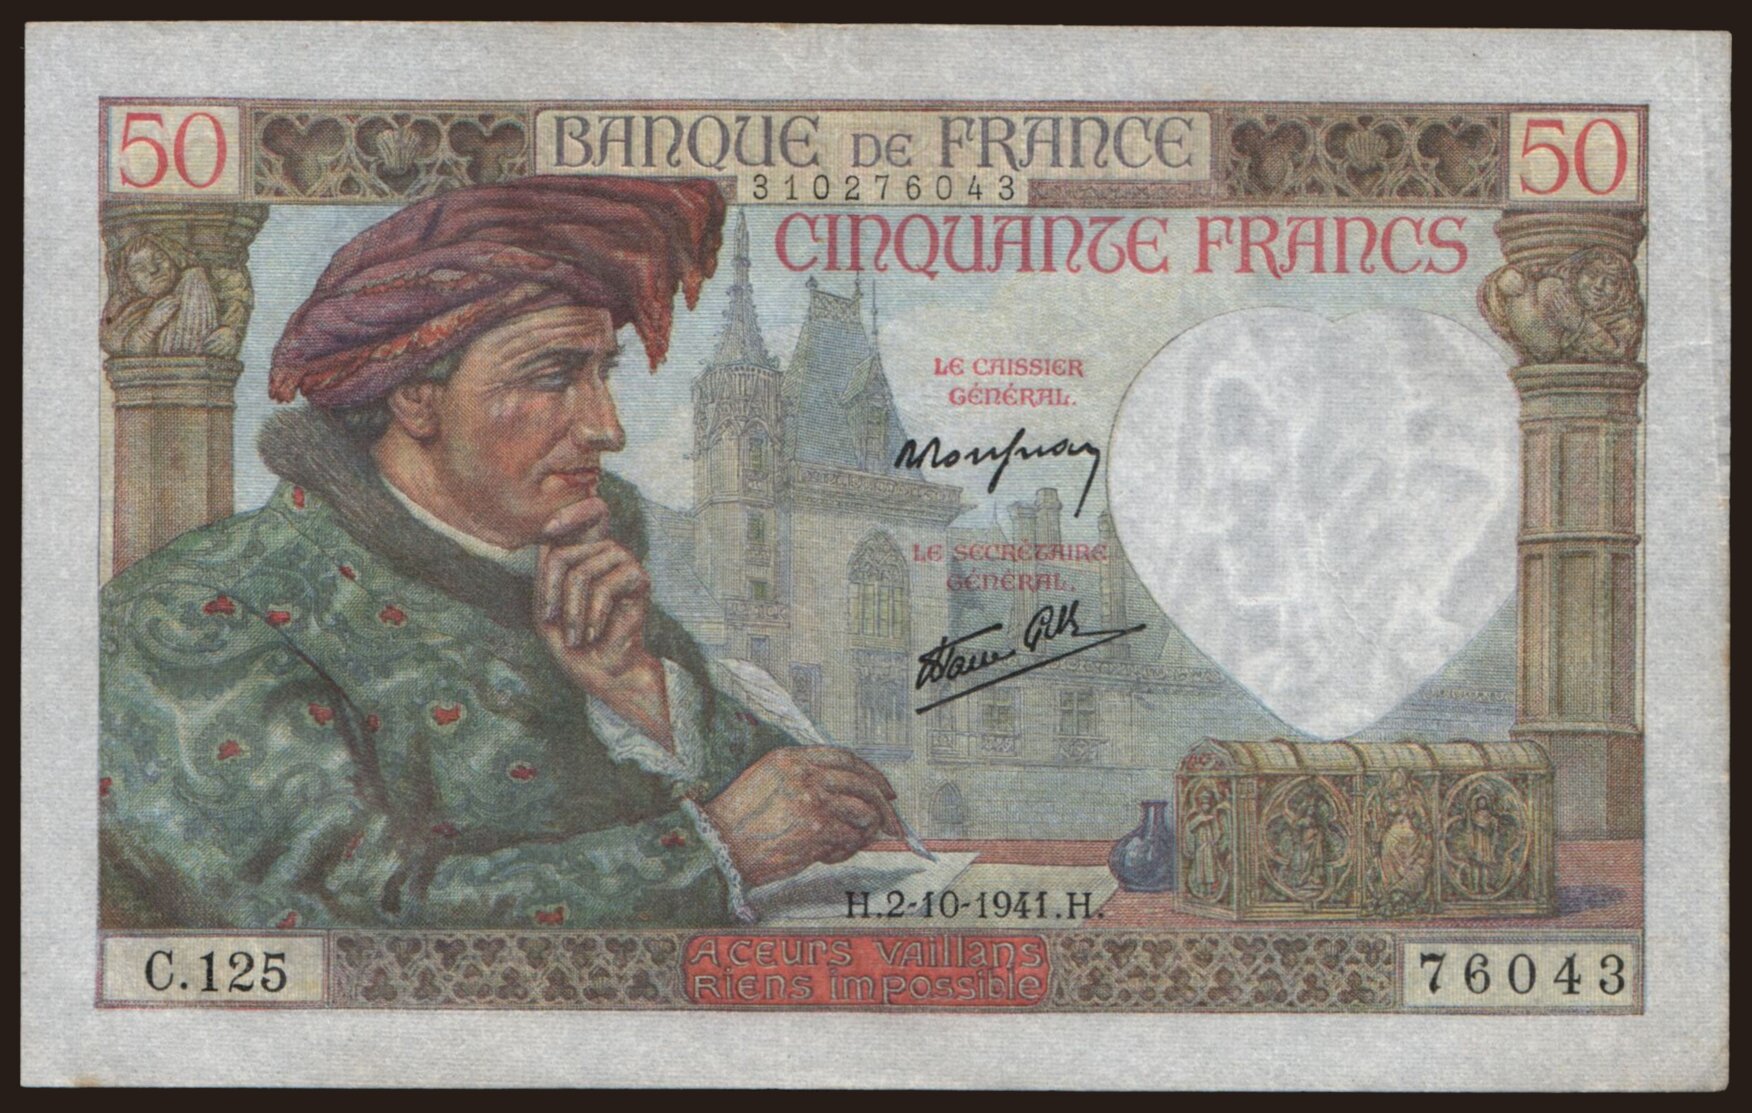 50
BANQUE DE FRANCE
50
310276043
CINQUANTE FRANCS
LE CAISSIER
GÉNÉRAL.
LE SECRÉTAIRE
GÉNÉRAL.
H.2-10-1941.H.
C.125
A CEURS VAILLANS
RIENS IMPOSSIBLE
76043